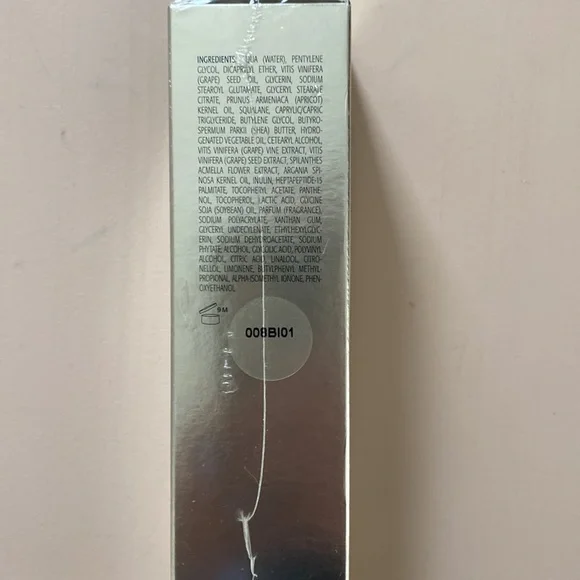 INGREDIENTS: AQUA (WATER), PENTYLENE
GLYCOL, DICAPRYLYL ETHER, VITIS VINIFERA
(GRAPE) SEED OIL, GLYCERIN, SODIUM
STEAROYL GLUTAMATE, GLYCERYL STEARATE
CITRATE, PRUNUS ARMENIACA (APRICOT)
KERNEL OIL, SQUALANE, CAPRYLIC/CAPRIC
TRIGLYCERIDE, BUTYLENE GLYCOL, BUTYRO-
SPERMUM PARKII (SHEA) BUTTER, HYDRO-
GENATED VEGETABLE OIL, CETEARYL ALCOHOL,
VITIS VINIFERA (GRAPE) VINE EXTRACT, VITIS
VINIFERA (GRAPE) SEED EXTRACT, SPILANTHES
ACMELLA FLOWER EXTRACT, ARGANIA SPI-
NOSA KERNEL OIL, INULIN, HEPTAPEPTIDE-15
PALMITATE, TOCOPHERYL ACETATE, PANTHE-
NOL, TOCOPHEROL, LACTIC ACID, GLYCINE
SOJA (SOYBEAN) OIL, PARFUM (FRAGRANCE),
SODIUM POLYACRYLATE, XANTHAN GUM,
GLYCERYL UNDECYLENATE, ETHYLHEXYLGLYC-
ERIN, SODIUM DEHYDROACETATE, SODIUM
PHYTATE, ALCOHOL, GLYCOLIC ACID, POLYVINYL
ALCOHOL, CITRIC ACID, LINALOOL, CITRO-
NELLOL, LIMONENE, BUTYLPHENYL METHYL-
PROPIONAL, ALPHA-ISOMETHYL IONONE, PHEN-
OXYETHANOL
9 M
008BI01